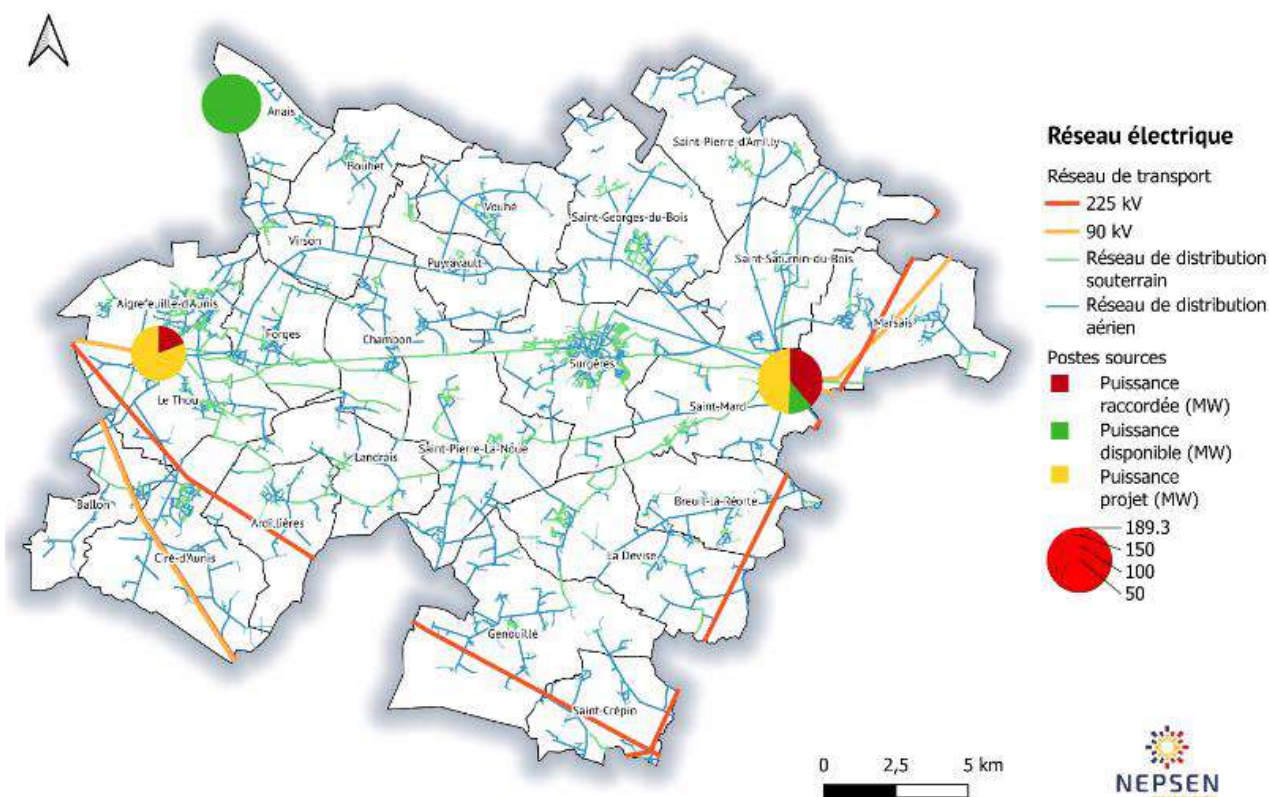 Anais
Bouhet
Saint-Pierre-d'Amilly
Vouhé
Saint-Georges-du-Bois
Virson
Puyravault
Saint-Saturnin-du-Bois
Aigrefeuille-d'Aunis
Forges
Chambon
Marsais
Surgères
Le Thou
Saint-Mard
Landrais
Saint-Pierre-La-Noue
Ballon
Ardillières
Breuil-la-Réorte
Ciré-d'Aunis
La Devise
Genouillé
Saint-Crépin
Réseau électrique
Réseau de transport
225 kV
90 kV
Réseau de distribution
souterrain
Réseau de distribution
aérien
Postes sources
Puissance
raccordée (MW)
Puissance
disponible (MW)
Puissance
projet (MW)
189.3
150
100
50
0 2,5 5 km
NEPSEN